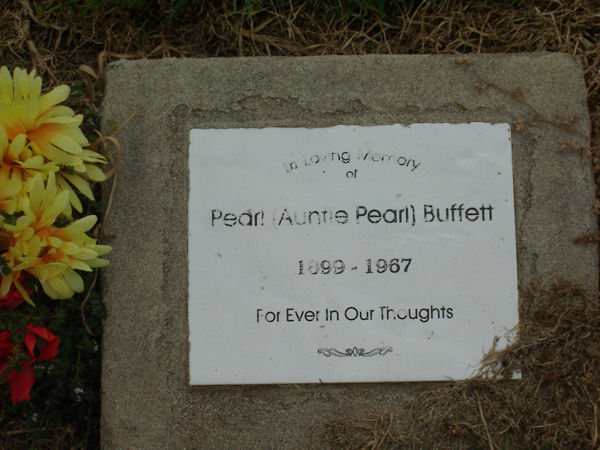 In Loving Memory
of
Pearl (Auntie Pearl) Buffett
1899 - 1967
For Ever In Our Thoughts